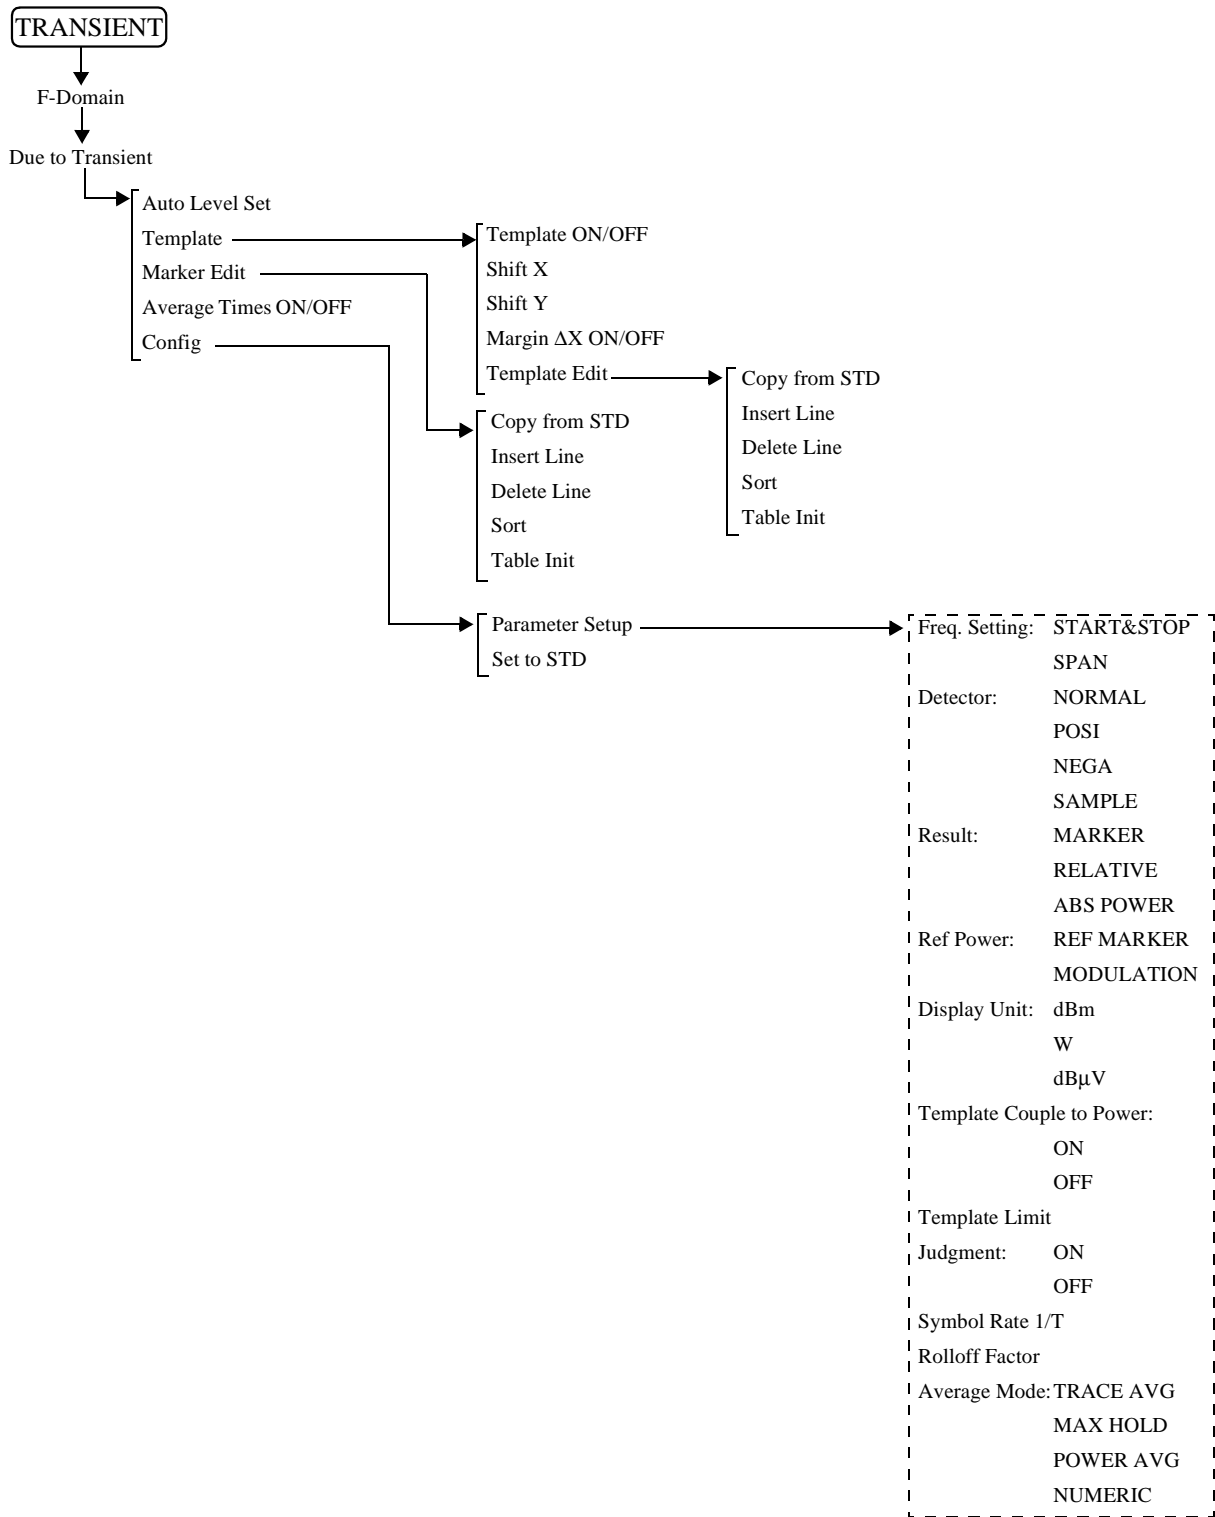 TRANSIENT
F-Domain
Due to Transient
Auto Level Set
Template
Marker Edit
Average Times ON/OFF
Config
Template ON/OFF
Shift X
Shift Y
Margin ΔX ON/OFF
Template Edit
Copy from STD
Insert Line
Delete Line
Sort
Table Init
Copy from STD
Insert Line
Delete Line
Sort
Table Init
Parameter Setup
Set to STD
Freq. Setting: START&STOP
SPAN
Detector: NORMAL
POSI
NEGA
SAMPLE
Result: MARKER
RELATIVE
ABS POWER
Ref Power: REF MARKER
MODULATION
Display Unit: dBm
W
dBμV
Template Couple to Power:
ON
OFF
Template Limit
Judgment: ON
OFF
Symbol Rate 1/T
Rolloff Factor
Average Mode: TRACE AVG
MAX HOLD
POWER AVG
NUMERIC